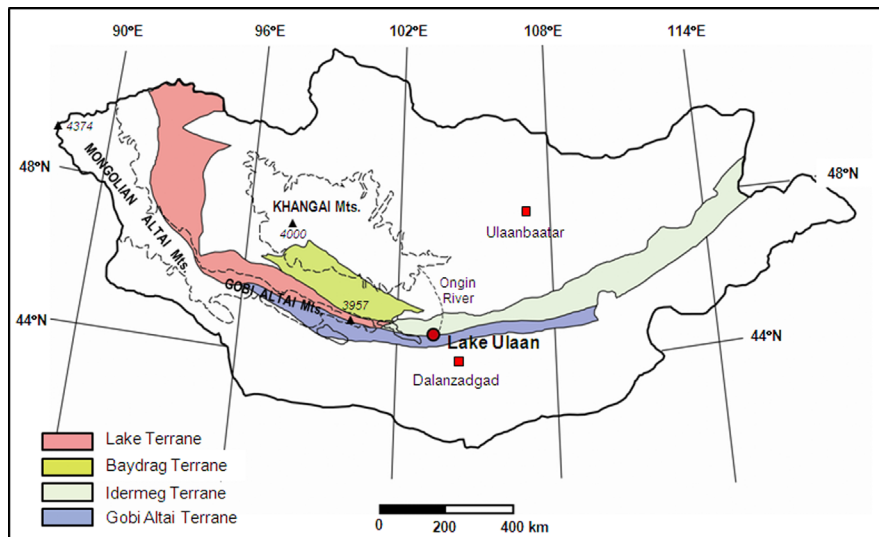 90°E
96°E
102°E
108°E
114°E
4374
48°N
48°N
MONGOLIAN ALTAI Mts.
KHANGAI Mts.
4000
Ulaanbaatar
Ongin
River
GOBI ALTAI Mts.
3957
44°N
44°N
Lake Ulaan
Dalanzadgad
Lake Terrane
Baydrag Terrane
Idermeg Terrane
Gobi Altai Terrane
0
200
400 km